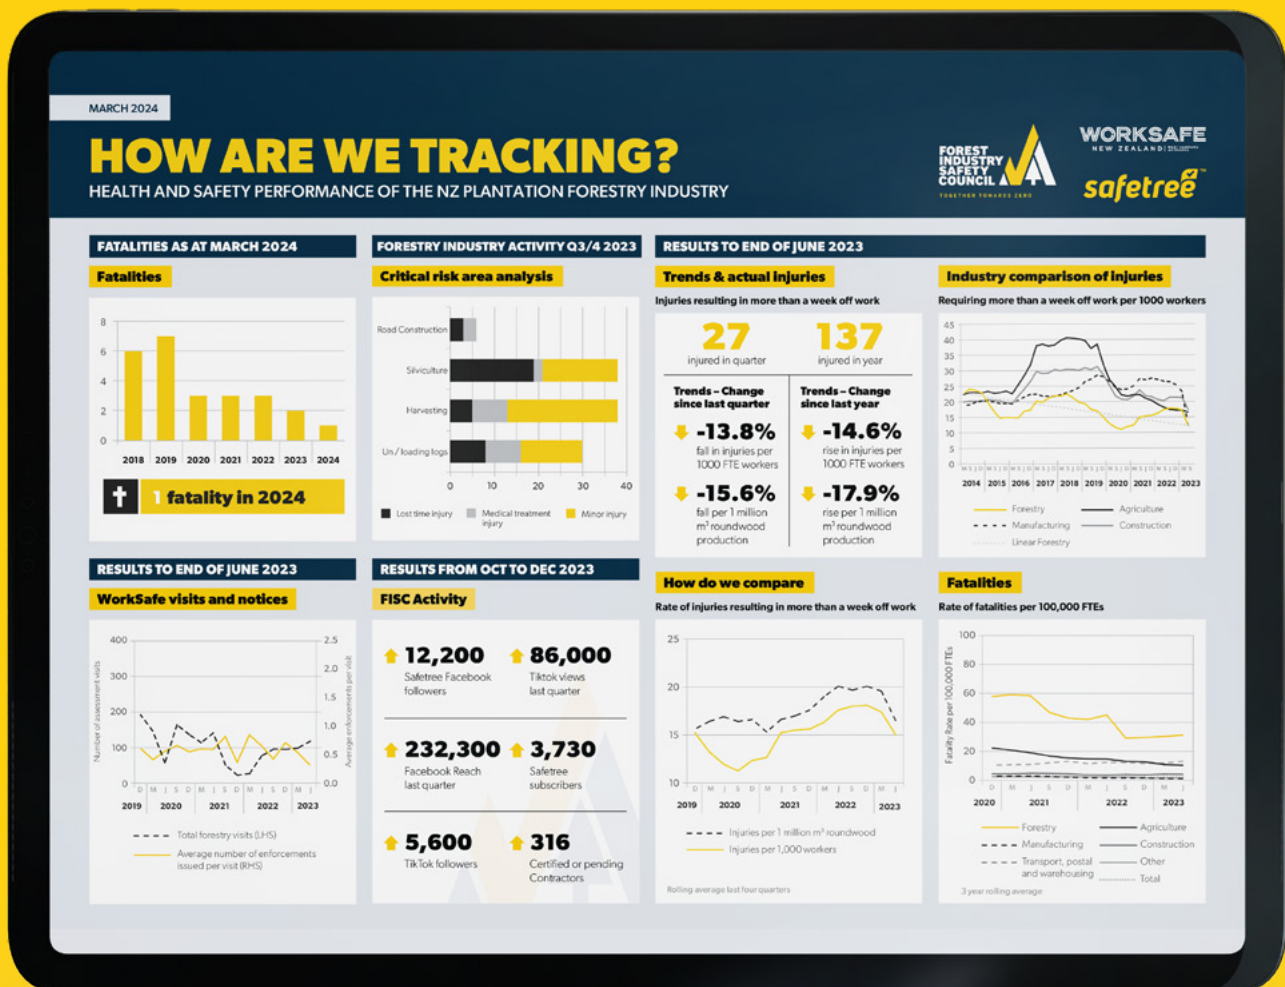 MARCH 2024
HOW ARE WE TRACKING?
HEALTH AND SAFETY PERFORMANCE OF THE NZ PLANTATION FORESTRY INDUSTRY
FOREST
INDUSTRY
SAFETY
COUNCIL
TOGETHER TOWARDS ZERO
WORKSAFE
NEW ZEALAND
safetree™
FATALITIES AS AT MARCH 2024
Fatalities
8
6
4
2
0
2018 2019 2020 2021 2022 2023 2024
1 fatality in 2024
FORESTRY INDUSTRY ACTIVITY Q3/4 2023
Critical risk area analysis
Road Construction
Silviculture
Harvesting
Un / loading logs
0 10 20 30 40
Lost time injury
Medical treatment
injury
Minor injury
RESULTS TO END OF JUNE 2023
Trends & actual injuries
Injuries resulting in more than a week off work
27
injured in quarter
137
injured in year
Trends – Change
since last quarter
-13.8%
fall in injuries per
1000 FTE workers
-15.6%
fall per 1 million
m³ roundwood
production
Trends – Change
since last year
-14.6%
rise in injuries per
1000 FTE workers
-17.9%
rise per 1 million
m³ roundwood
production
Industry comparison of injuries
Requiring more than a week off work per 1000 workers
45
40
35
30
25
20
15
10
5
0
2014 2015 2016 2017 2018 2019 2020 2021 2022 2023
Forestry
Agriculture
Manufacturing
Construction
Linear Forestry
RESULTS TO END OF JUNE 2023
WorkSafe visits and notices
Number of assessment visits
400
300
200
100
0
2.5
2.0
1.5
1.0
0.5
0.0
Average enforcements per visit
D M J S D M J S D M J S D M J
2019 2020 2021 2022 2023
Total forestry visits (LHS)
Average number of enforcements
issued per visit (RHS)
RESULTS FROM OCT TO DEC 2023
FISC Activity
12,200
Safetree Facebook
followers
86,000
Tiktok views
last quarter
232,300
Facebook Reach
last quarter
3,730
Safetree
subscribers
5,600
TikTok followers
316
Certified or pending
Contractors
How do we compare
Rate of injuries resulting in more than a week off work
25
20
15
10
D M J S D M J S D M J S D M J
2019 2020 2021 2022 2023
Injuries per 1 million m³ roundwood
Injuries per 1,000 workers
Rolling average last four quarters
Fatalities
Rate of fatalities per 100,000 FTEs
Fatality Rate per 100,000 FTEs
100
80
60
40
20
0
D M J S D M J S D M J
2020 2021 2022 2023
Forestry
Agriculture
Manufacturing
Construction
Transport, postal
and warehousing
Other
Total
3 year rolling average